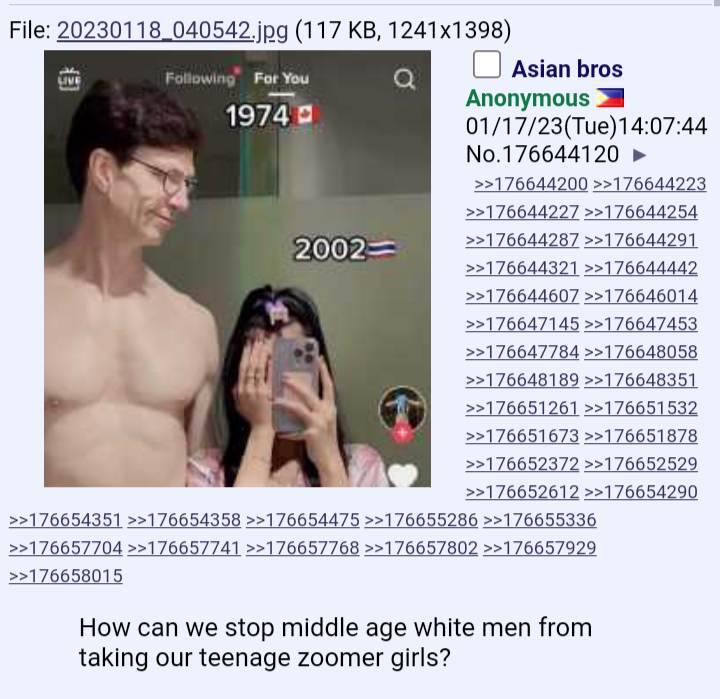 File: 20230118_040542.jpg (117 KB, 1241x1398)
LIVE
Following For You
1974
2002
Asian bros
Anonymous
01/17/23(Tue)14:07:44
No.176644120 ►
>>176644200 >>176644223
>>176644227 >>176644254
>>176644287 >>176644291
>>176644321 >>176644442
>>176644607 >>176646014
>>176647145 >>176647453
>>176647784 >>176648058
>>176648189 >>176648351
>>176651261 >>176651532
>>176651673 >>176651878
>>176652372 >>176652529
>>176652612 >>176654290
>>176654351 >>176654358 >>176654475 >>176655286 >>176655336
>>176657704 >>176657741 >>176657768 >>176657802 >>176657929
>>176658015
How can we stop middle age white men from
taking our teenage zoomer girls?